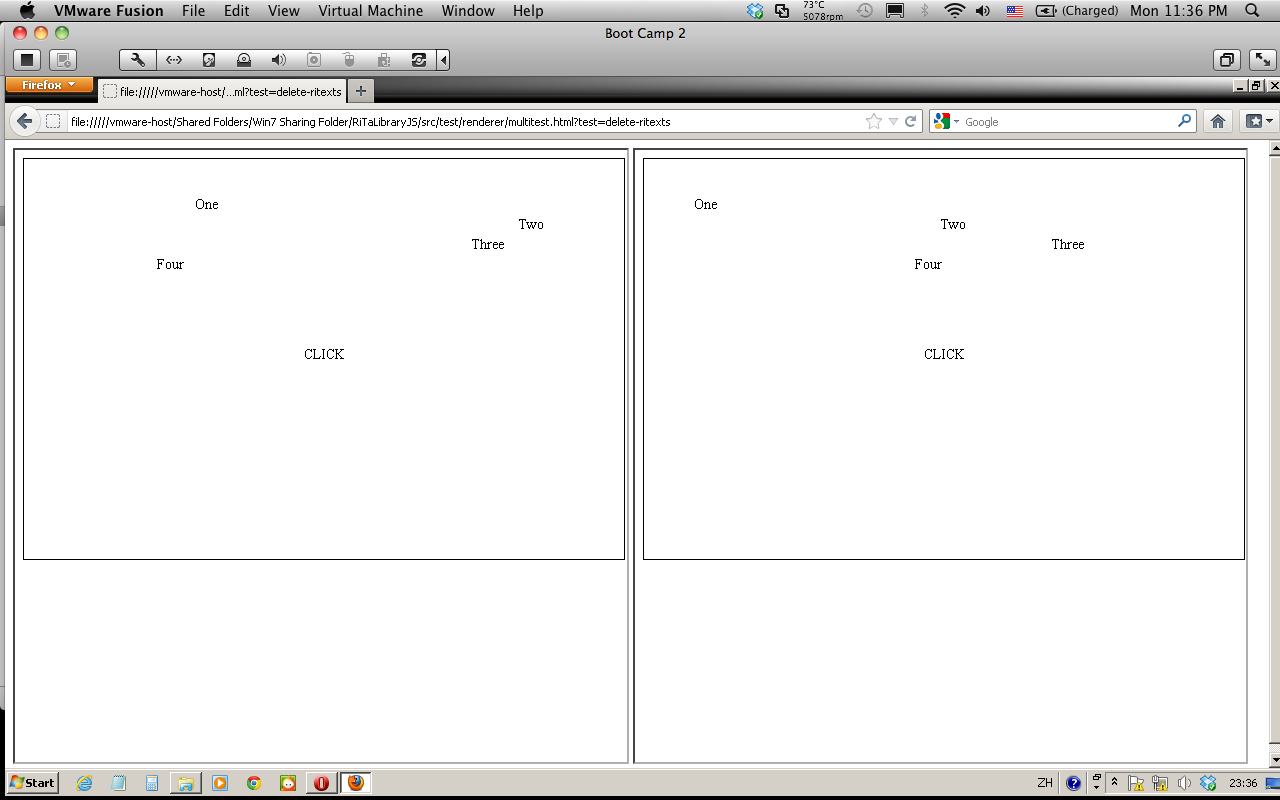 VMware Fusion File Edit View Virtual Machine Window Help 73°C 5078rpm (Charged) Mon 11:36 PM
Boot Camp 2
Firefox
file://///vmware-host/...ml?test=delete-ritexts
file://///vmware-host/Shared Folders/Win7 Sharing Folder/RiTaLibraryJS/src/test/renderer/multitest.html?test=delete-ritexts Google
One
Two
Three
Four
CLICK
One
Two
Three
Four
CLICK
Start ZH 23:36